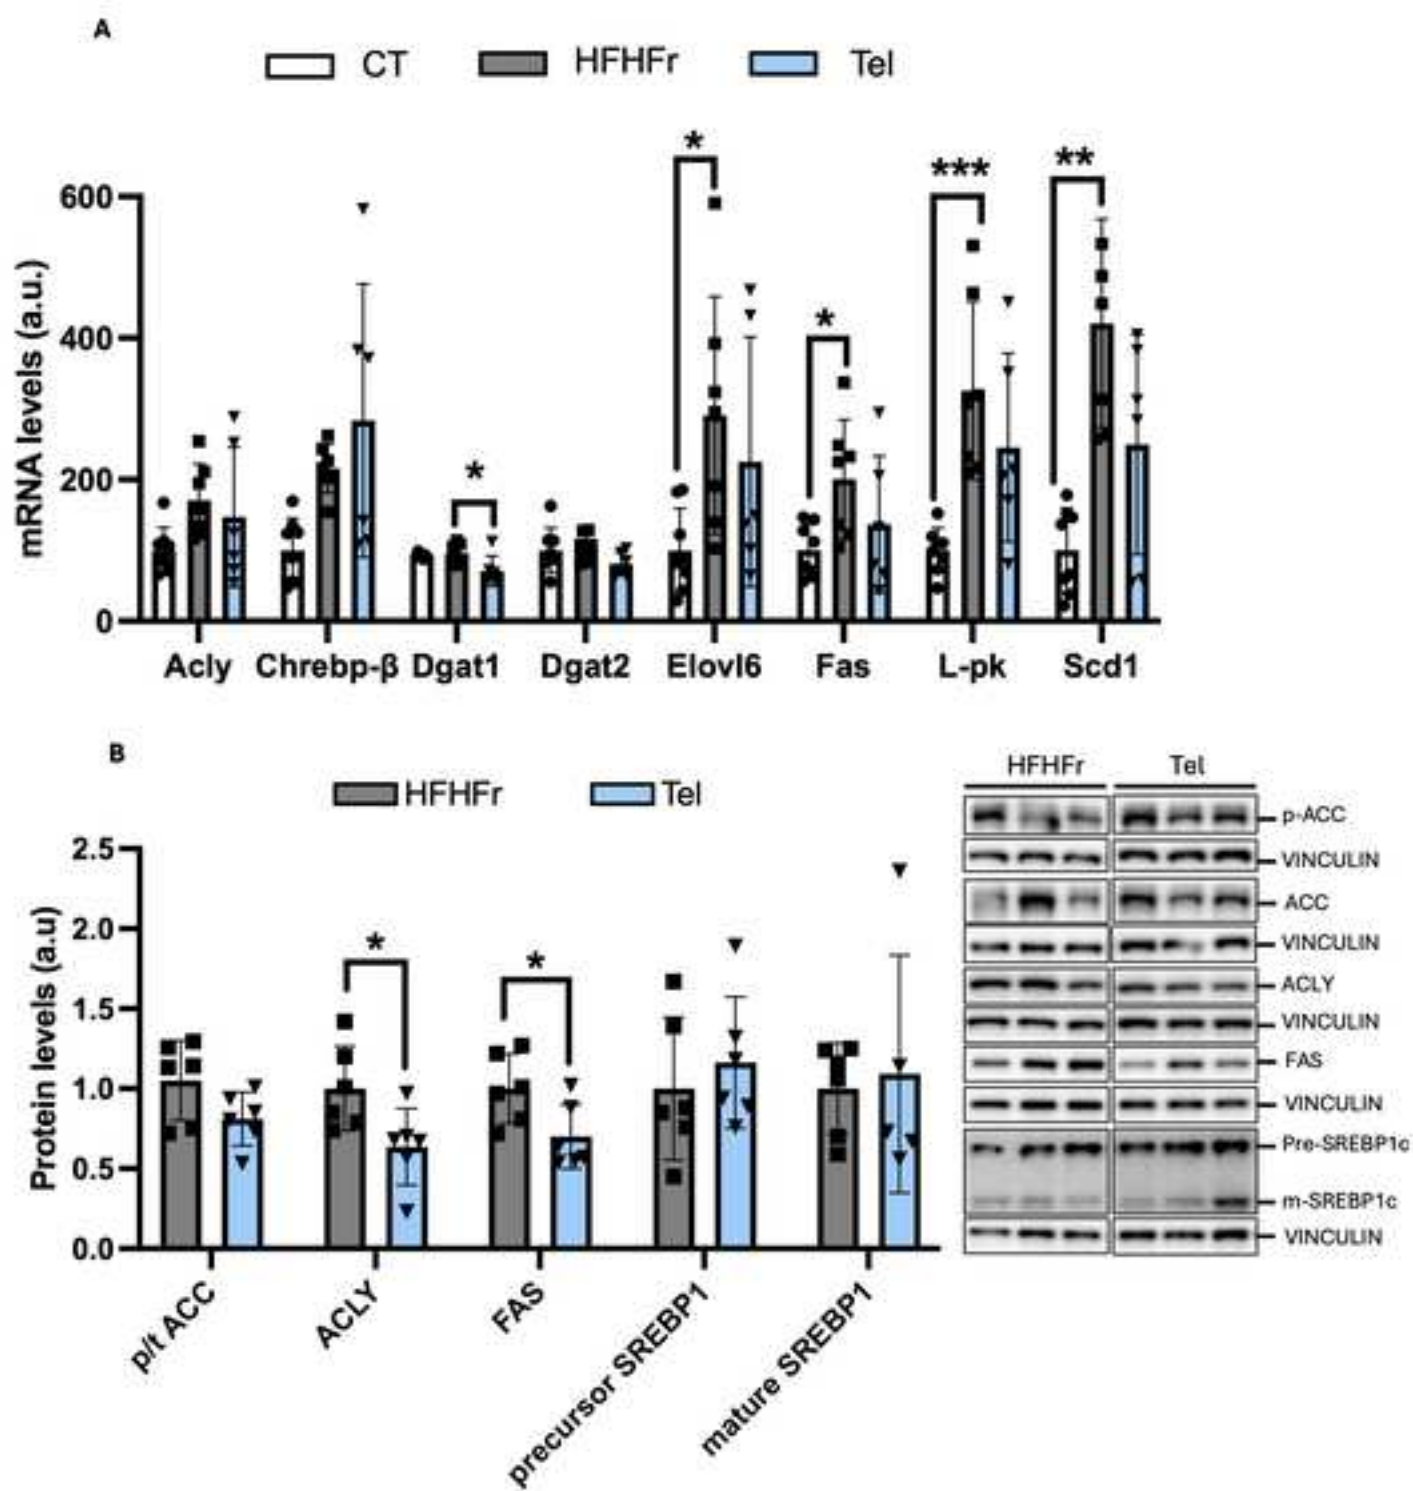 A
CT HFHFr Tel
mRNA levels (a.u.)
600
400
200
0
* * * *** **
Acly Chrebp-β Dgat1 Dgat2 Elovl6 Fas L-pk Scd1
B
HFHFr Tel
Protein levels (a.u)
2.5
2.0
1.5
1.0
0.5
0.0
* *
p/t ACC
ACLY
FAS
precursor SREBP1
mature SREBP1
HFHFr Tel
p-ACC
VINCULIN
ACC
VINCULIN
ACLY
VINCULIN
FAS
VINCULIN
Pre-SREBP1c
m-SREBP1c
VINCULIN